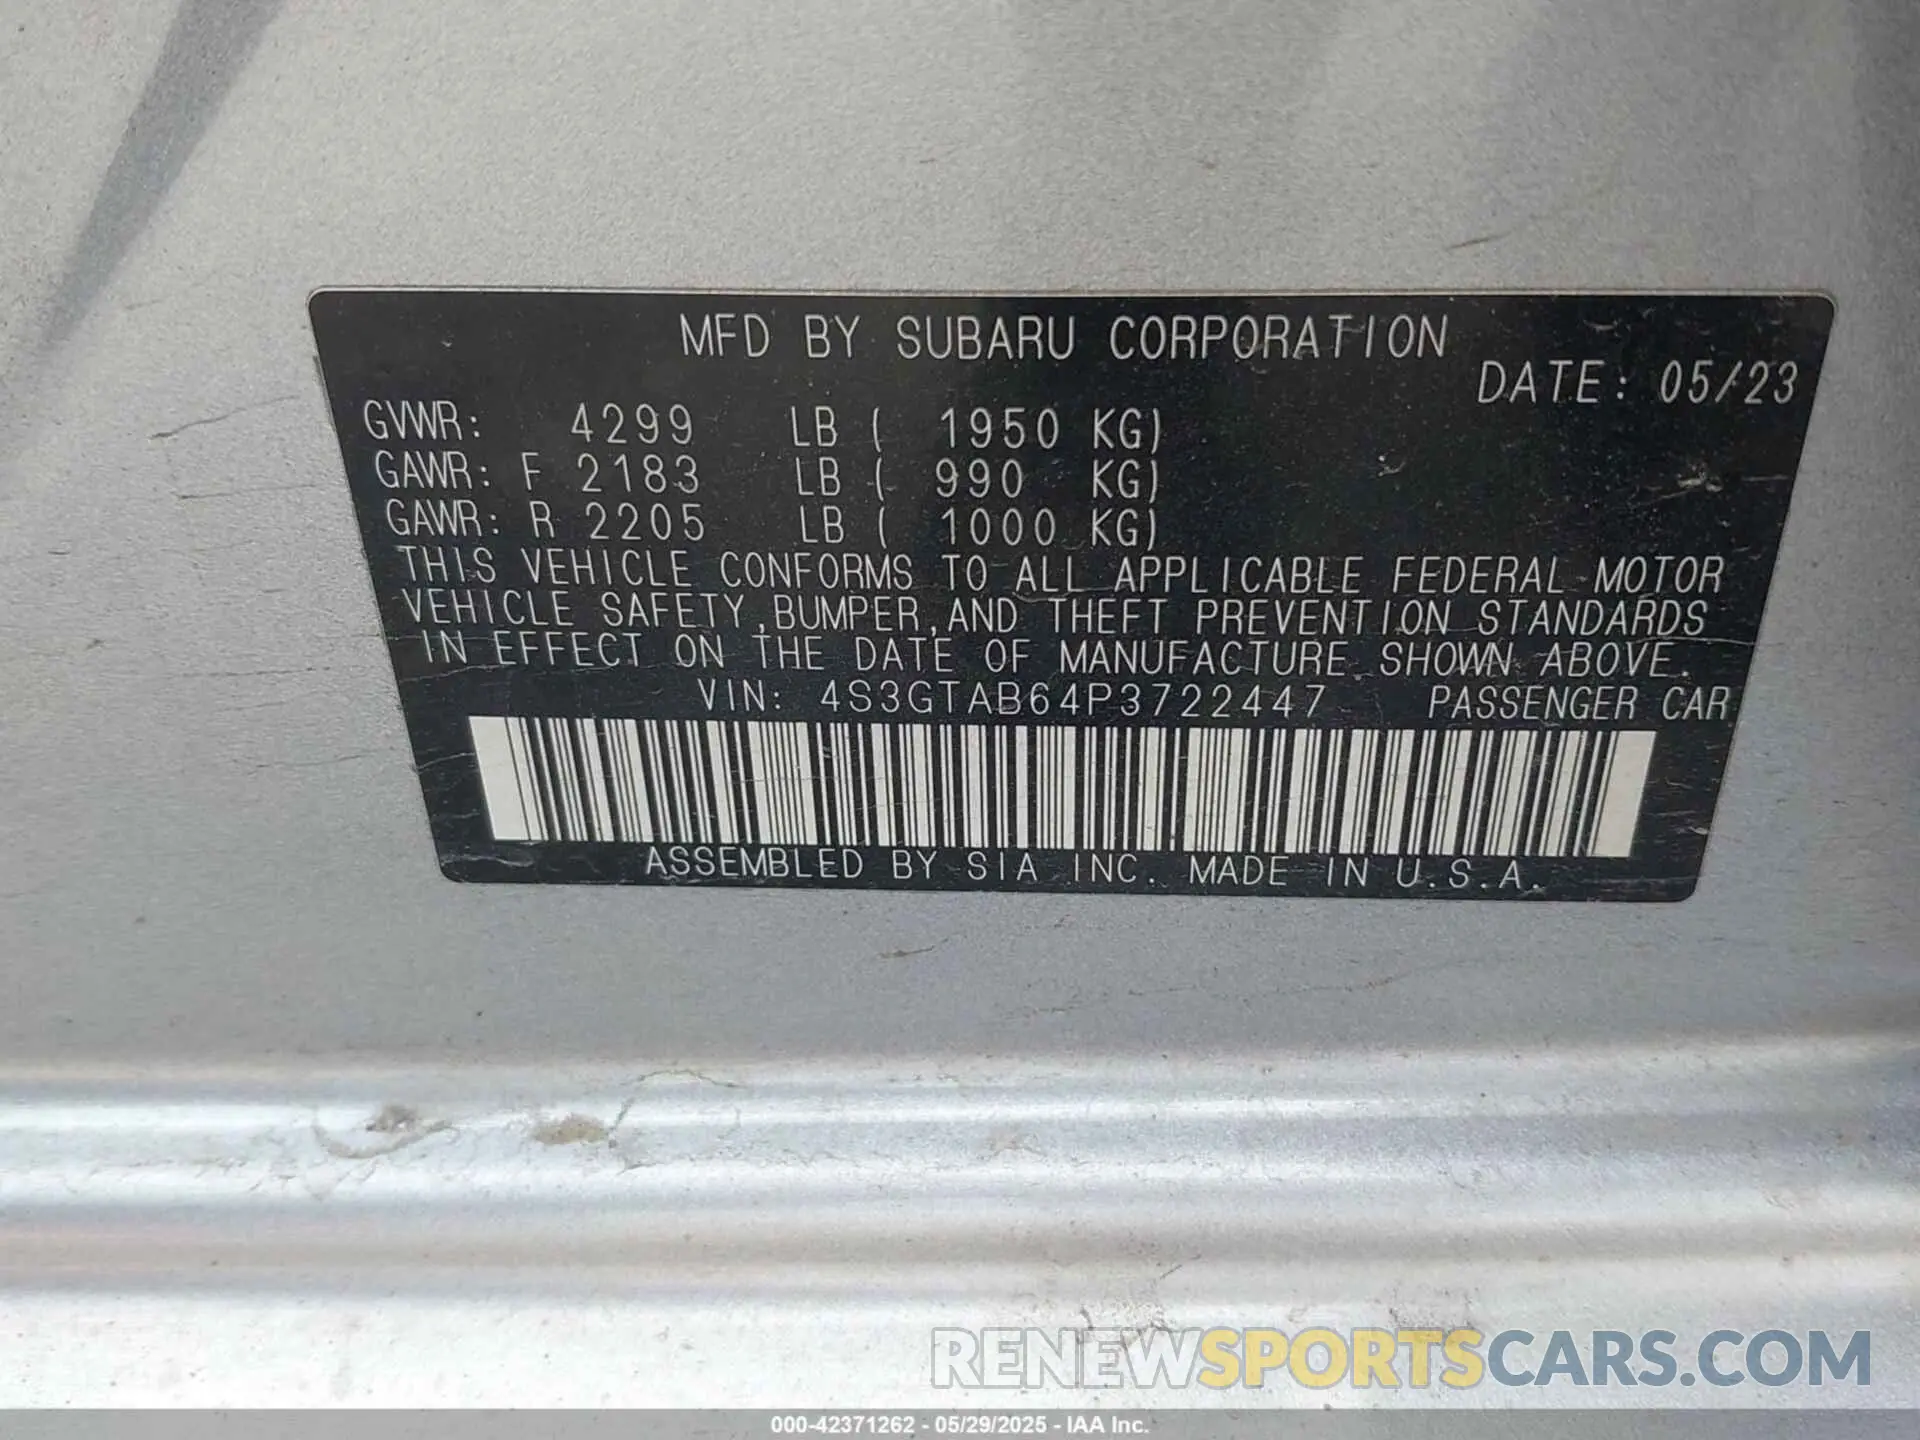 MFD BY SUBARU CORPORATION
DATE: 05/23
GVWR: 4299 LB ( 1950 KG)
GAWR: F 2183 LB ( 990 KG)
GAWR: R 2205 LB ( 1000 KG)
THIS VEHICLE CONFORMS TO ALL APPLICABLE FEDERAL MOTOR
VEHICLE SAFETY,BUMPER,AND THEFT PREVENTION STANDARDS
IN EFFECT ON THE DATE OF MANUFACTURE SHOWN ABOVE.
VIN: 4S3GTAB64P3722447 PASSENGER CAR
ASSEMBLED BY SIA INC. MADE IN U.S.A.
RENEWSPORTSCARS.COM
000-42371262 - 05/29/2025 - IAA Inc.